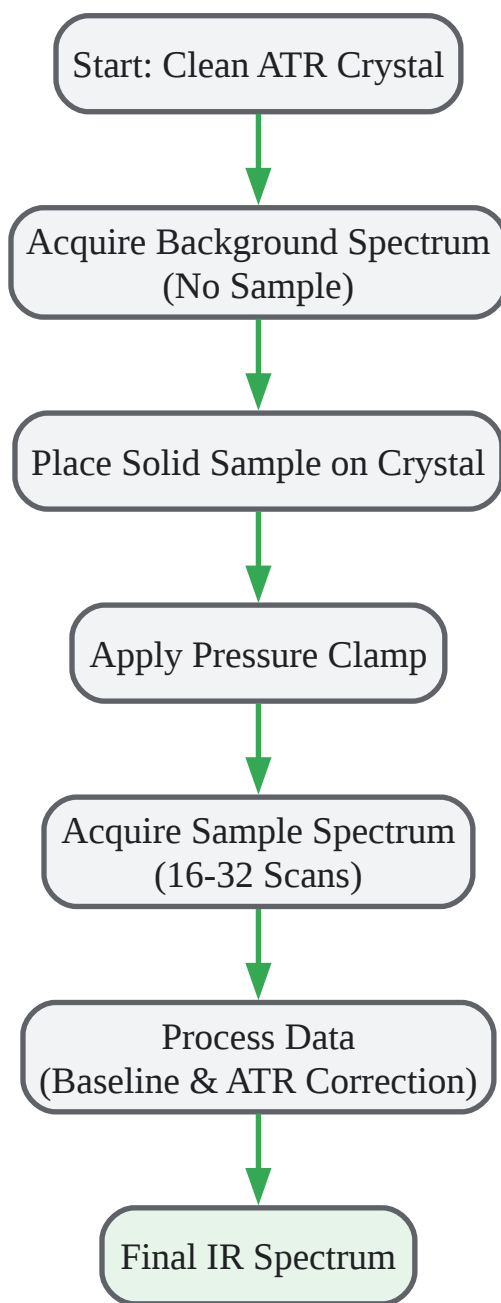 Start: Clean ATR Crystal
Acquire Background Spectrum
(No Sample)
Place Solid Sample on Crystal
Apply Pressure Clamp
Acquire Sample Spectrum
(16-32 Scans)
Process Data
(Baseline & ATR Correction)
Final IR Spectrum